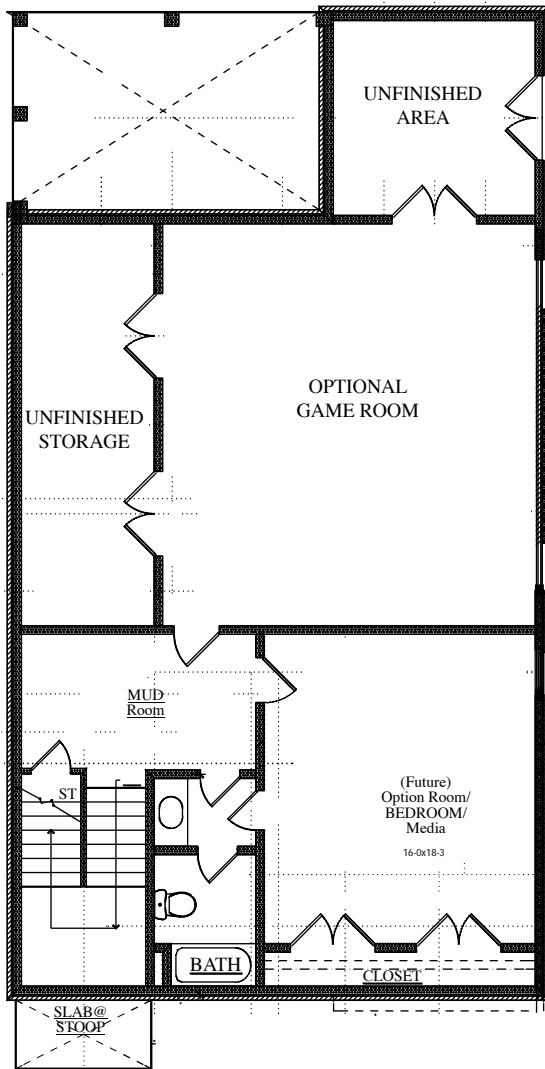 UNFINISHED
AREA
OPTIONAL
GAME ROOM
UNFINISHED
STORAGE
MUD
Room
ST
(Future)
Option Room/
BEDROOM/
Media
16-0x18-3
BATH
CLOSET
SLAB@
STOOP